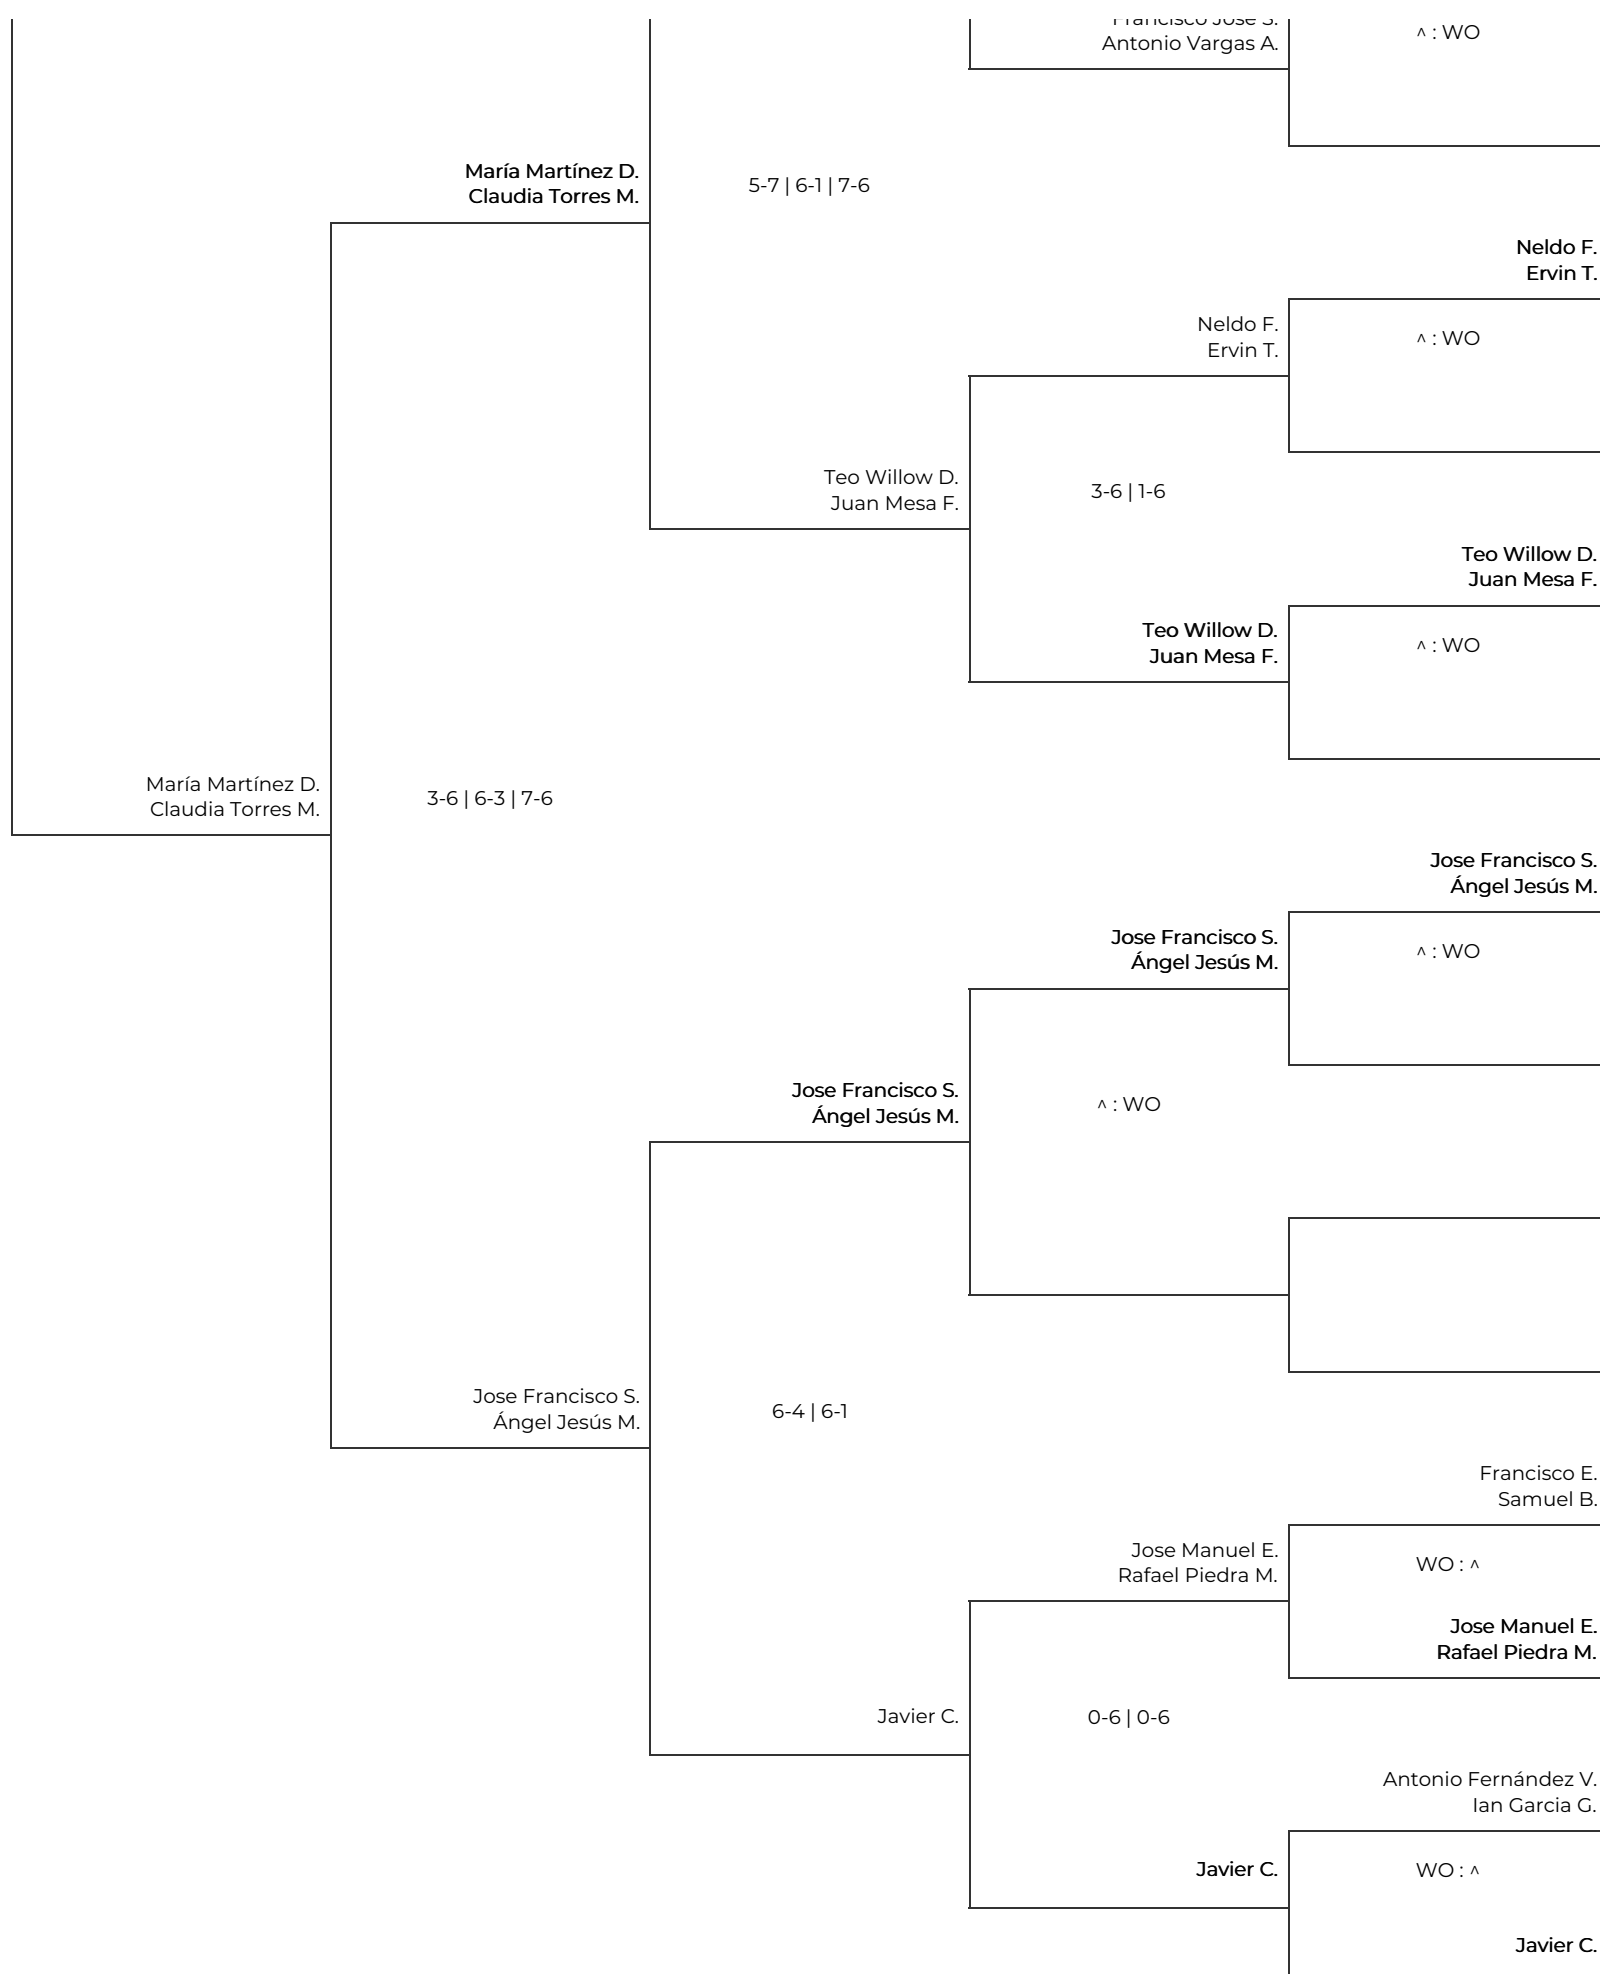 Francisco José S.
Antonio Vargas A.
^ : WO
María Martínez D.
Claudia Torres M.
5-7 | 6-1 | 7-6
Neldo F.
Ervin T.
Neldo F.
Ervin T.
^ : WO
Teo Willow D.
Juan Mesa F.
3-6 | 1-6
Teo Willow D.
Juan Mesa F.
Teo Willow D.
Juan Mesa F.
^ : WO
María Martínez D.
Claudia Torres M.
3-6 | 6-3 | 7-6
Jose Francisco S.
Ángel Jesús M.
Jose Francisco S.
Ángel Jesús M.
^ : WO
Jose Francisco S.
Ángel Jesús M.
^ : WO
Jose Francisco S.
Ángel Jesús M.
6-4 | 6-1
Francisco E.
Samuel B.
Jose Manuel E.
Rafael Piedra M.
WO : ^
Jose Manuel E.
Rafael Piedra M.
Javier C.
0-6 | 0-6
Antonio Fernández V.
Ian Garcia G.
Javier C.
WO : ^
Javier C.